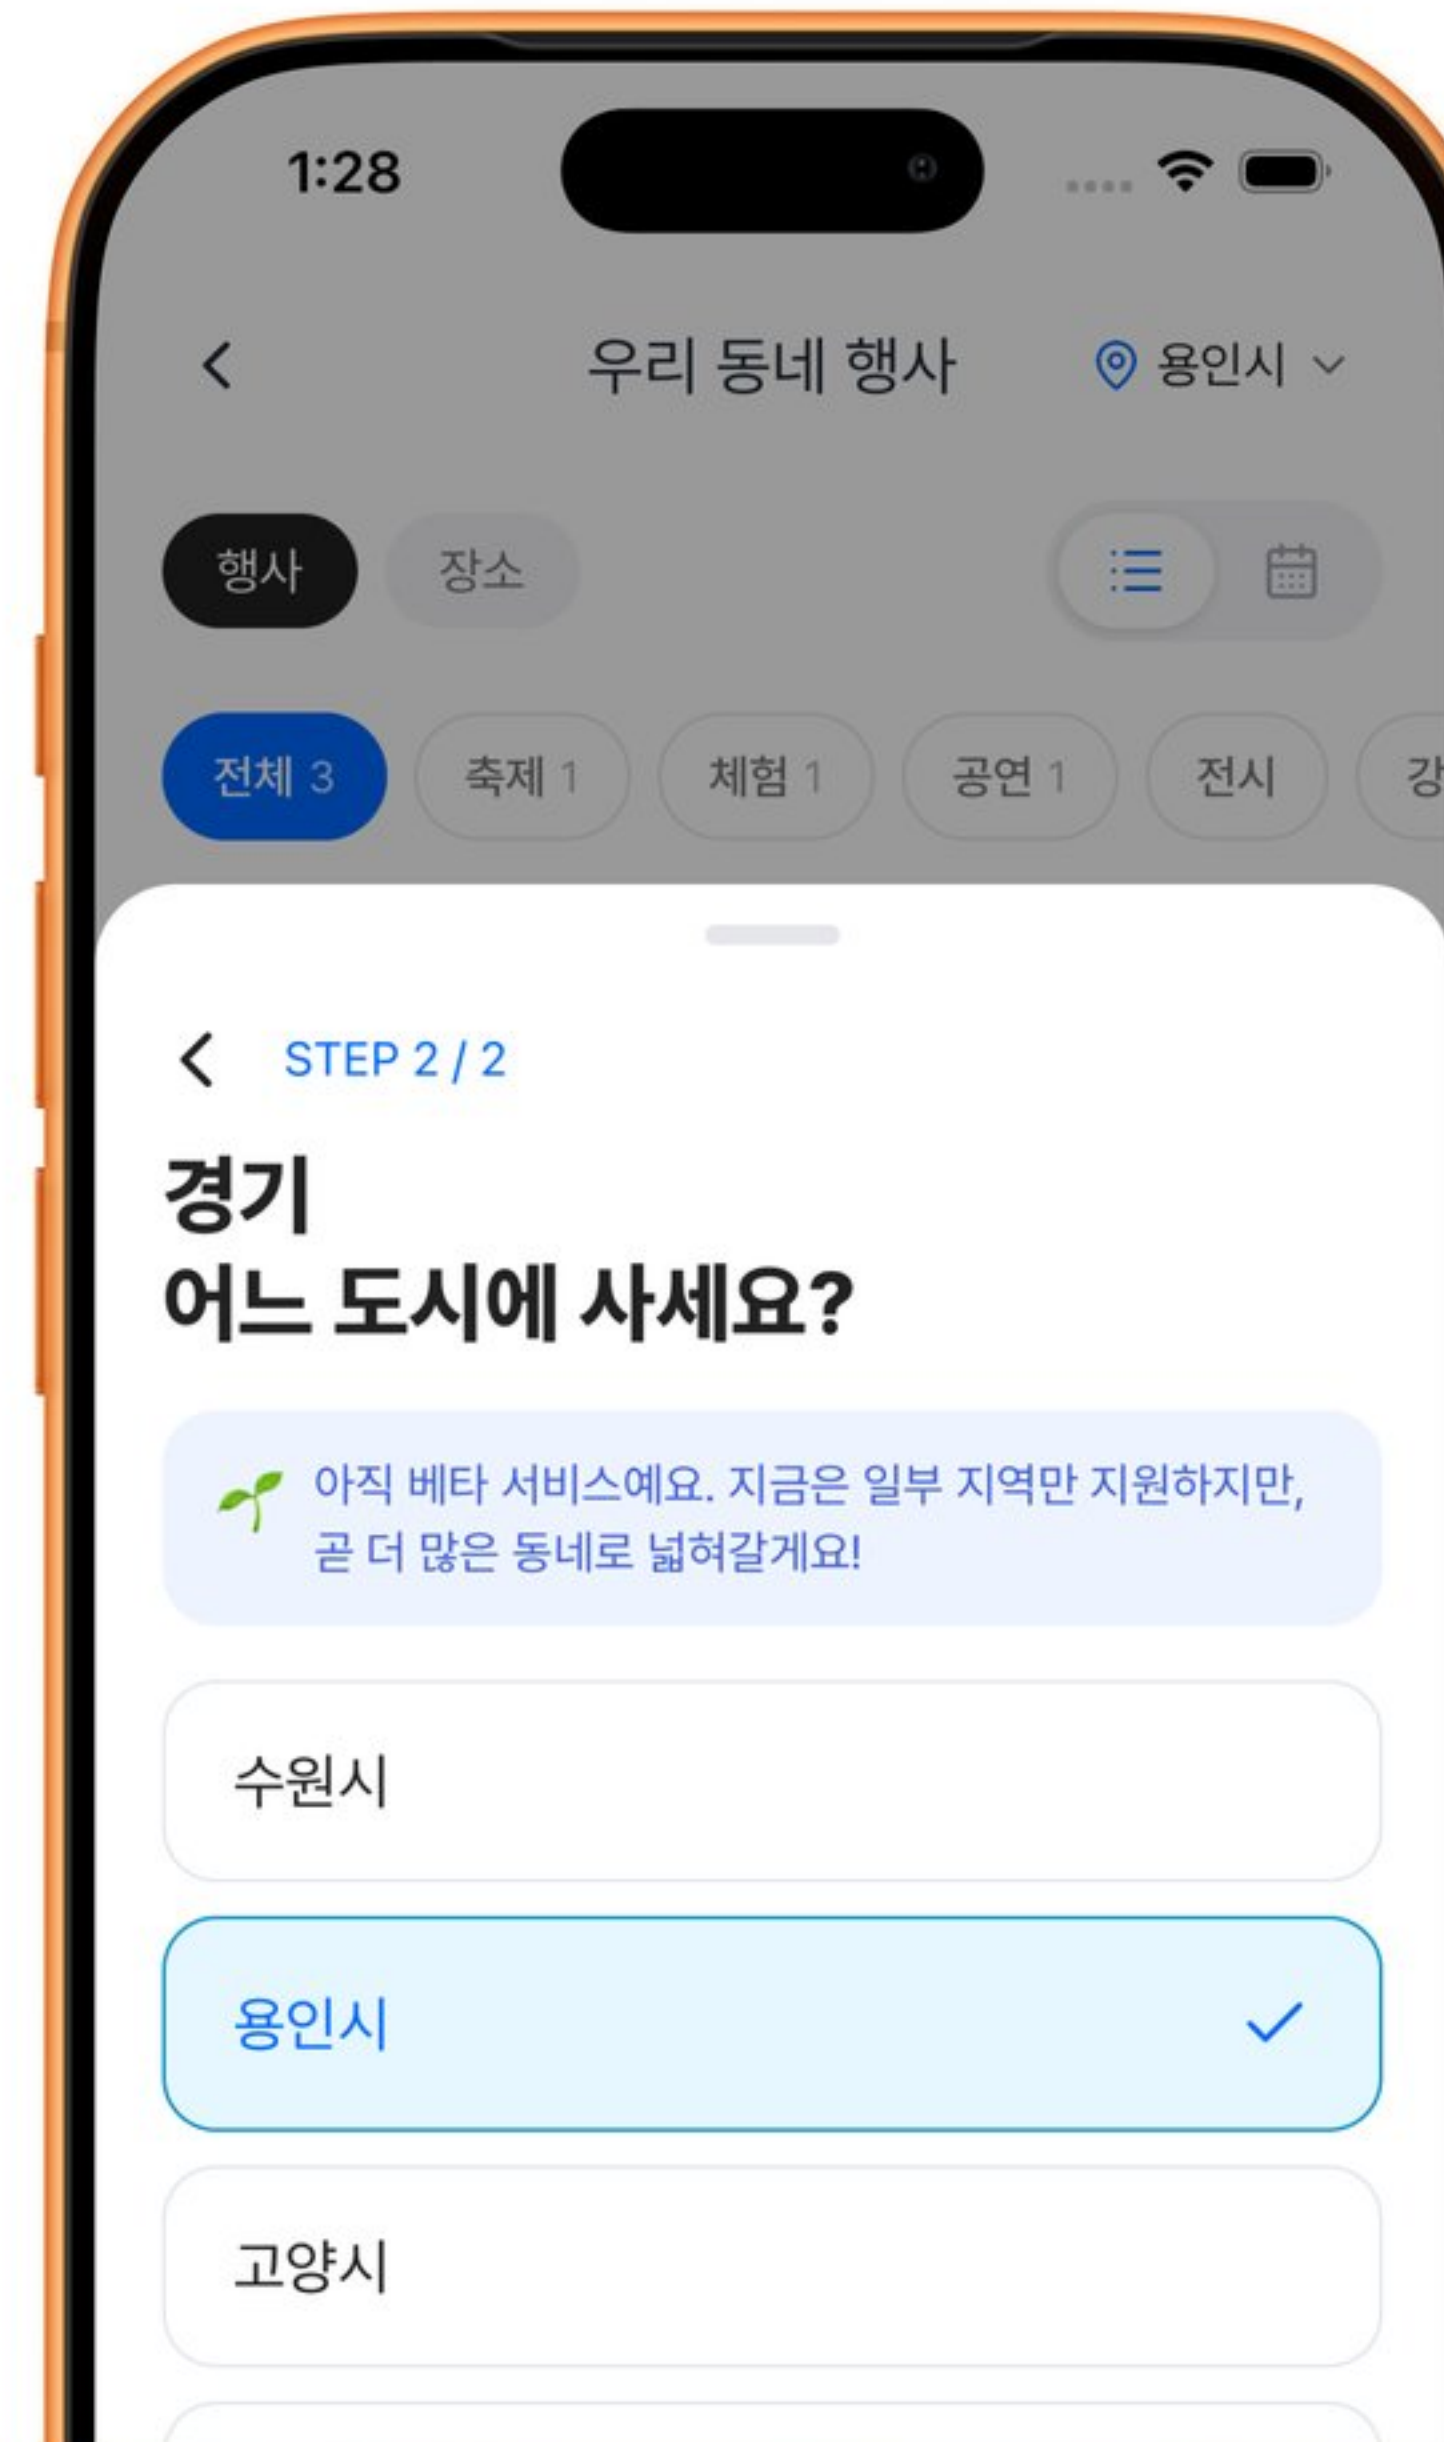 1:28
우리 동네 행사
용인시
행사
장소
전체 3
축제 1
체험 1
공연 1
전시
강
STEP 2 / 2
경기
어느 도시에 사세요?
아직 베타 서비스예요. 지금은 일부 지역만 지원하지만,
곧 더 많은 동네로 넓혀갈게요!
수원시
용인시
고양시